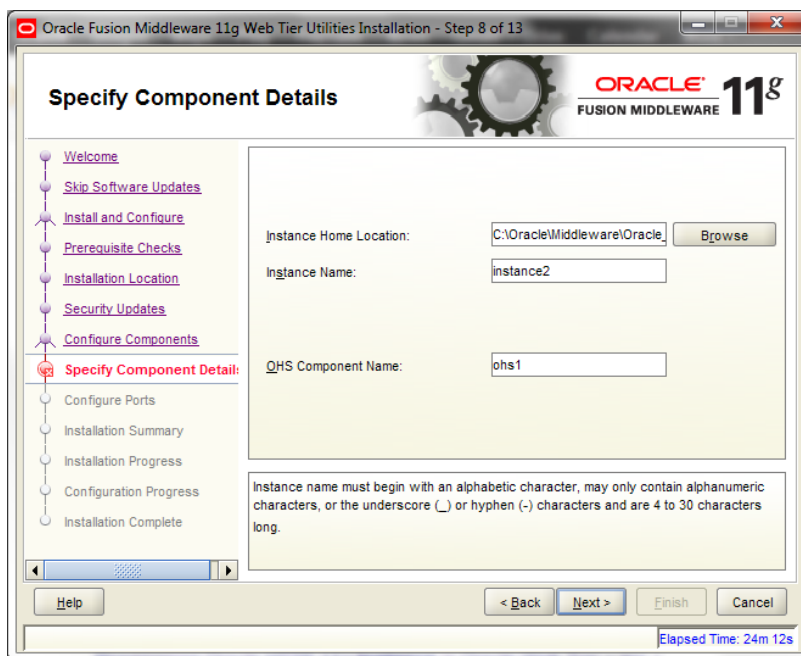 Oracle Fusion Middleware 11g Web Tier Utilities Installation - Step 8 of 13
Specify Component Details
ORACLE
FUSION MIDDLEWARE 11g
Welcome
Skip Software Updates
Install and Configure
Prerequisite Checks
Installation Location
Security Updates
Configure Components
Specify Component Details
Configure Ports
Installation Summary
Installation Progress
Configuration Progress
Installation Complete
Instance Home Location: C:\Oracle\Middleware\Oracle_ Browse
Instance Name: instance2
OHS Component Name: ohs1
Instance name must begin with an alphabetic character, may only contain alphanumeric
characters, or the underscore (_) or hyphen (-) characters and are 4 to 30 characters
long.
Help < Back Next > Finish Cancel
Elapsed Time: 24m 12s